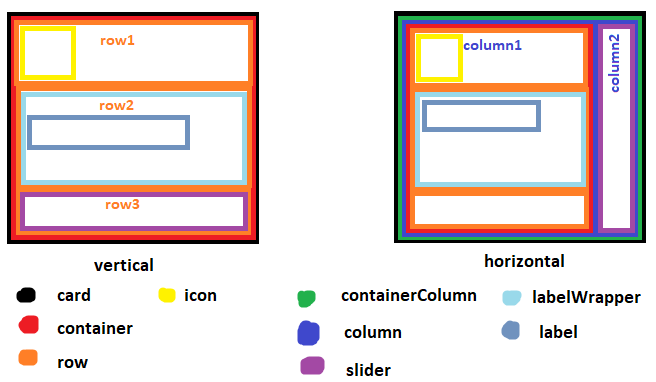 row1
row2
row3
column1
column2
vertical
horizontal
card
icon
container
row
containerColumn
labelWrapper
column
label
slider